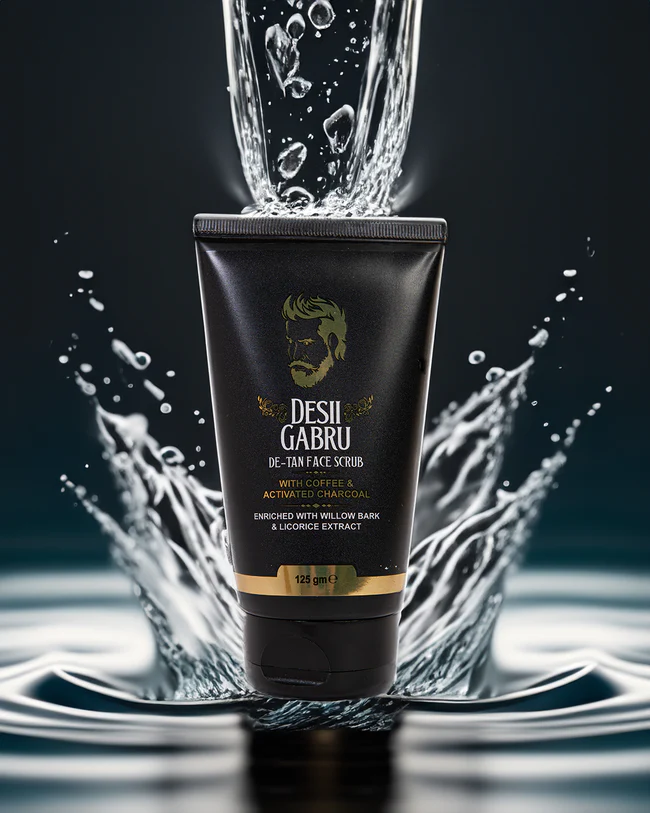 DESII
GABRU
DE-TAN FACE SCRUB
WITH COFFEE &
ACTIVATED CHARCOAL
ENRICHED WITH WILLOW BARK
& LICORICE EXTRACT
125 gm ℮